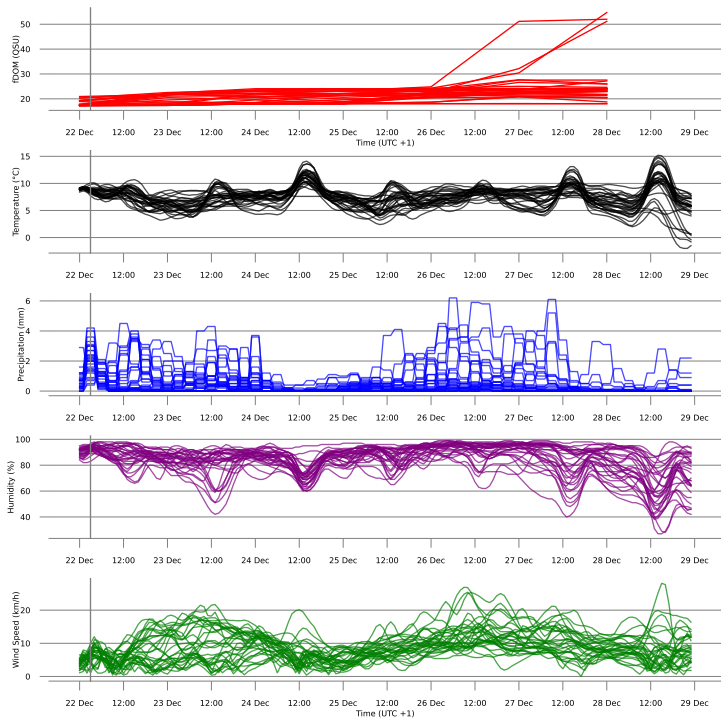 50
40
30
20
fDOM (QSU)
22 Dec 12:00 23 Dec 12:00 24 Dec 12:00 25 Dec 12:00 26 Dec 12:00 27 Dec 12:00 28 Dec 12:00 29 Dec
Time (UTC +1)
15
10
5
0
Temperature (°C)
22 Dec 12:00 23 Dec 12:00 24 Dec 12:00 25 Dec 12:00 26 Dec 12:00 27 Dec 12:00 28 Dec 12:00 29 Dec
6
4
2
0
Precipitation (mm)
22 Dec 12:00 23 Dec 12:00 24 Dec 12:00 25 Dec 12:00 26 Dec 12:00 27 Dec 12:00 28 Dec 12:00 29 Dec
100
80
60
40
Humidity (%)
22 Dec 12:00 23 Dec 12:00 24 Dec 12:00 25 Dec 12:00 26 Dec 12:00 27 Dec 12:00 28 Dec 12:00 29 Dec
20
10
0
Wind Speed (km/h)
22 Dec 12:00 23 Dec 12:00 24 Dec 12:00 25 Dec 12:00 26 Dec 12:00 27 Dec 12:00 28 Dec 12:00 29 Dec
Time (UTC +1)